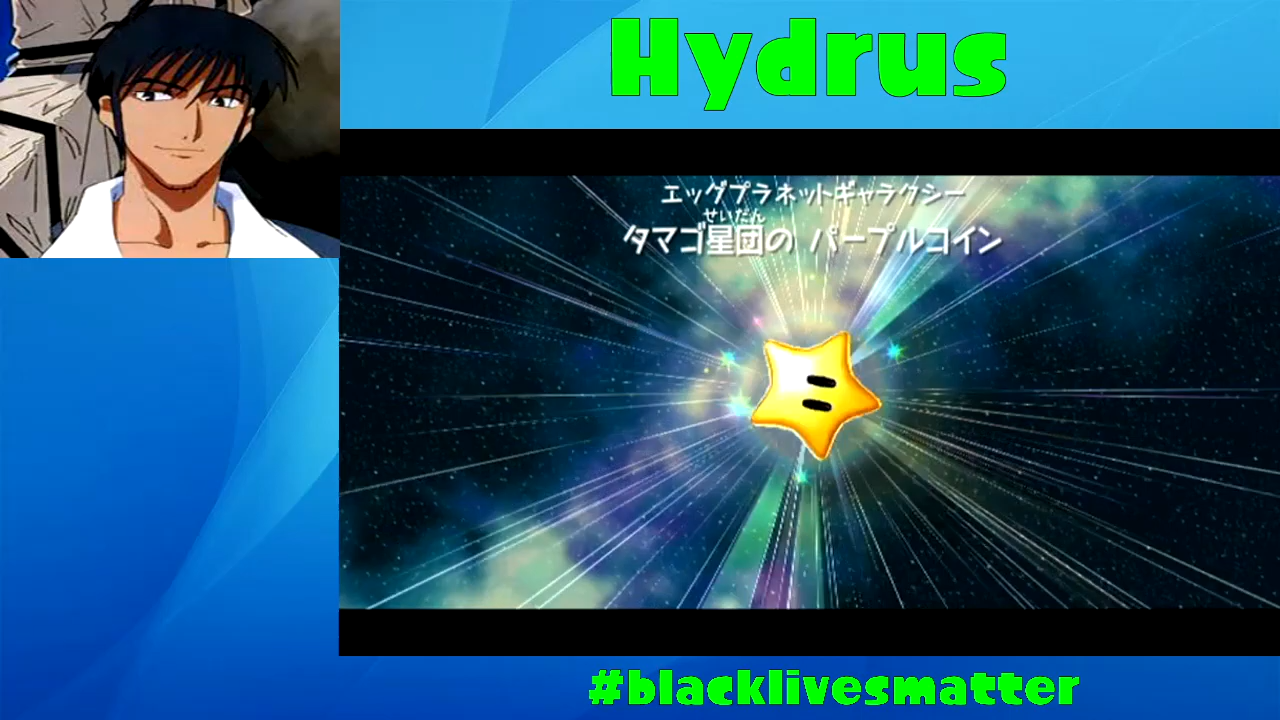 Hydrus
エッグプラネットギャラクシー
せいだん
タマゴ星団の パープルコイン
#blacklivesmatter